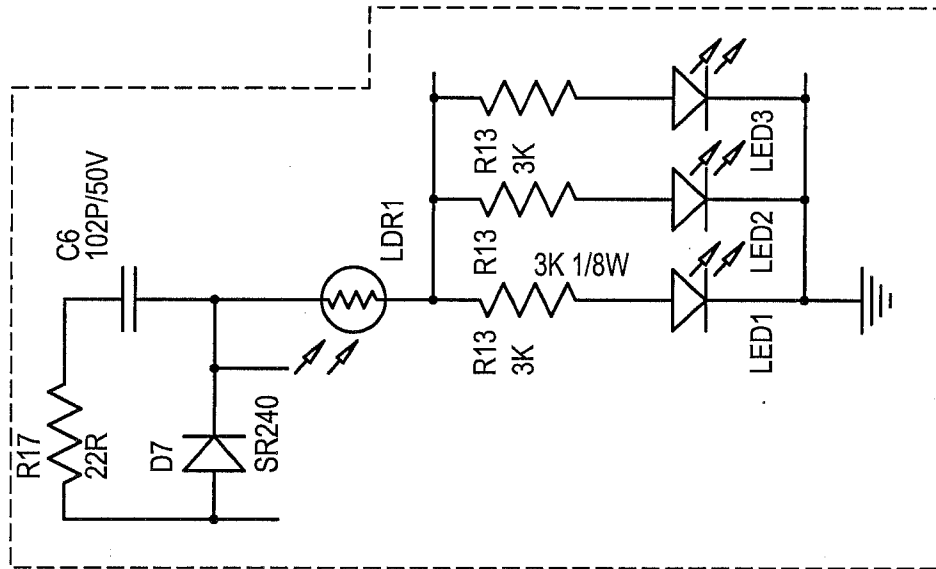 R17
22R
C6
102P/50V
D7
SR240
LDR1
R13
3K
R13
3K 1/8W
R13
3K
LED3
LED2
LED1